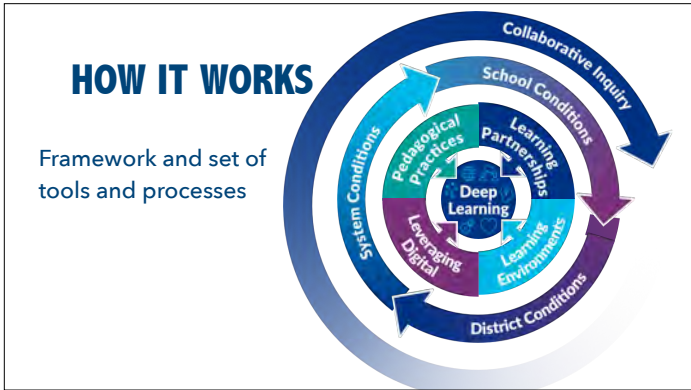 HOW IT WORKS
Framework and set of
tools and processes
Collaborative Inquiry
School Conditions
System Conditions
District Conditions
Pedagogical
Practices
Learning
Partnerships
Deep
Learning
Leveraging
Digital
Learning
Environments